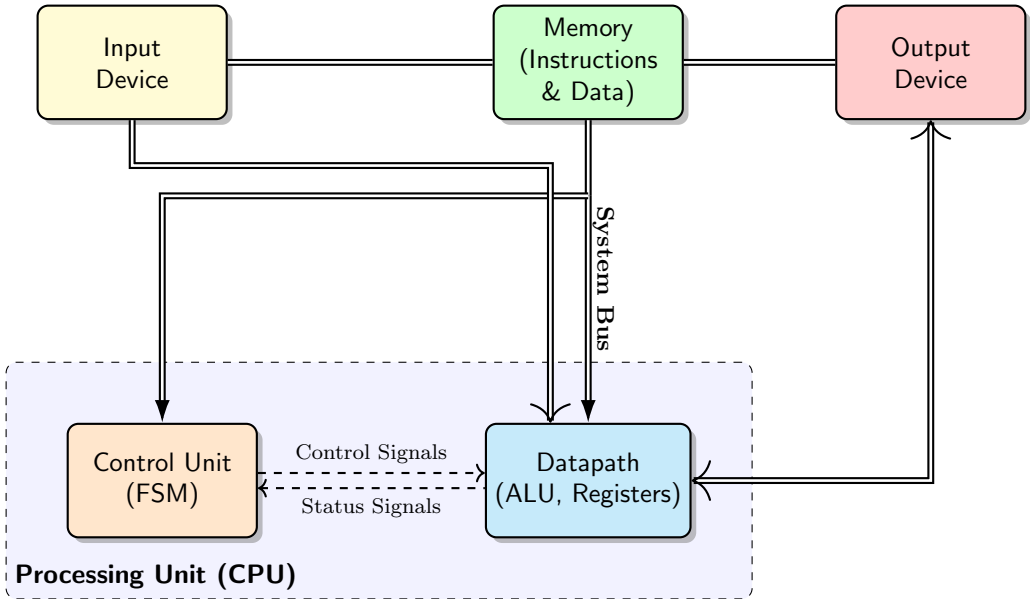 Input
Device
Memory
(Instructions
& Data)
Output
Device
System Bus
Control Unit
(FSM)
Control Signals
Status Signals
Datapath
(ALU, Registers)
Processing Unit (CPU)